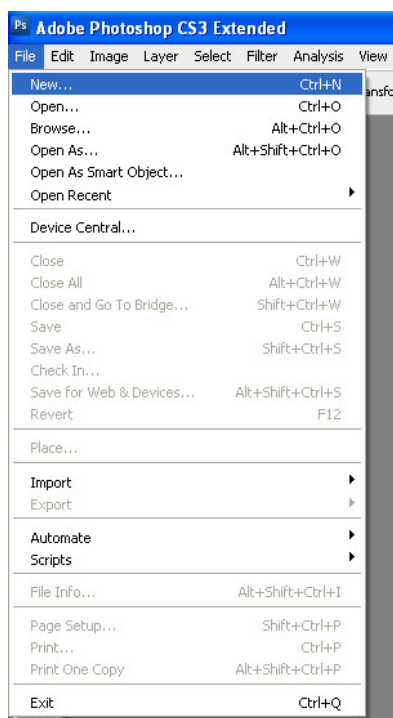 Ps Adobe Photoshop CS3 Extended
File Edit Image Layer Select Filter Analysis View
New... Ctrl+N
Open... Ctrl+O
Browse... Alt+Ctrl+O
Open As... Alt+Shift+Ctrl+O
Open As Smart Object...
Open Recent
Device Central...
Close Ctrl+W
Close All Alt+Ctrl+W
Close and Go To Bridge... Shift+Ctrl+W
Save Ctrl+S
Save As... Shift+Ctrl+S
Check In...
Save for Web & Devices... Alt+Shift+Ctrl+S
Revert F12
Place...
Import
Export
Automate
Scripts
File Info... Alt+Shift+Ctrl+I
Page Setup... Shift+Ctrl+P
Print... Ctrl+P
Print One Copy Alt+Shift+Ctrl+P
Exit Ctrl+Q